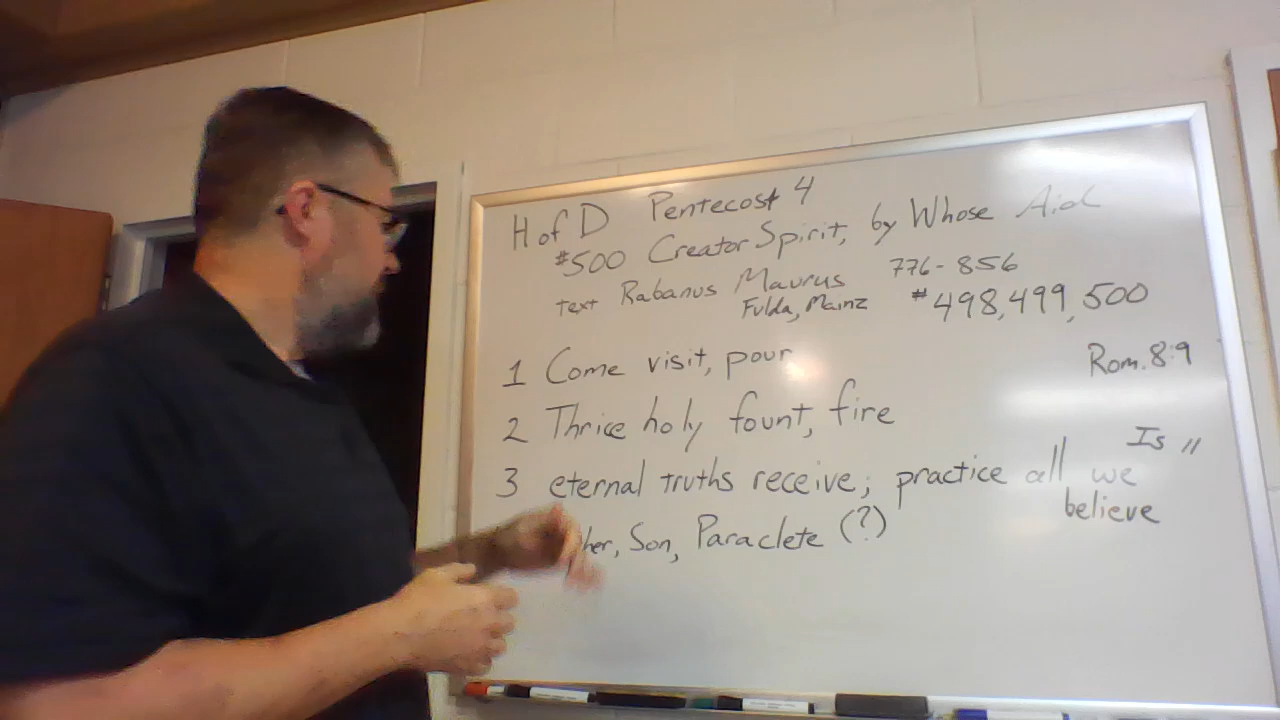 H of D Pentecost 4
#500 Creator Spirit, by Whose Aid
text Rabanus Maurus 776-856
Fulda, Mainz #498, 499, 500
1 Come visit, pour
Rom. 8:9
2 Thrice holy fount, fire
Is 11
3 eternal truths receive; practice all we
believe
her, Son, Paraclete (?)